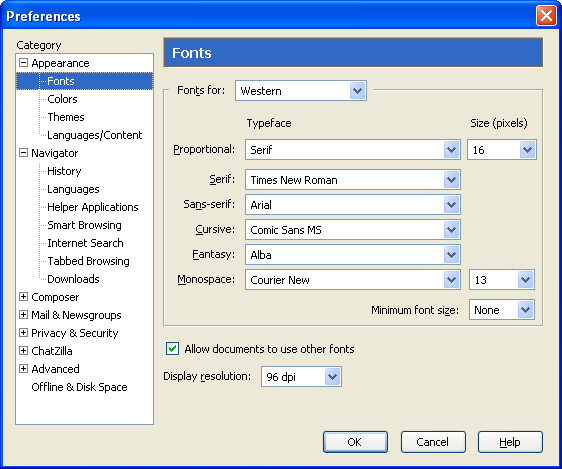 Preferences
Category
Appearance
Fonts
Colors
Themes
Languages/Content
Navigator
History
Languages
Helper Applications
Smart Browsing
Internet Search
Tabbed Browsing
Downloads
Composer
Mail & Newsgroups
Privacy & Security
ChatZilla
Advanced
Offline & Disk Space
Fonts
Fonts for: Western
Typeface Size (pixels)
Proportional: Serif 16
Serif: Times New Roman
Sans-serif: Arial
Cursive: Comic Sans MS
Fantasy: Alba
Monospace: Courier New 13
Minimum font size: None
Allow documents to use other fonts
Display resolution: 96 dpi
OK Cancel Help